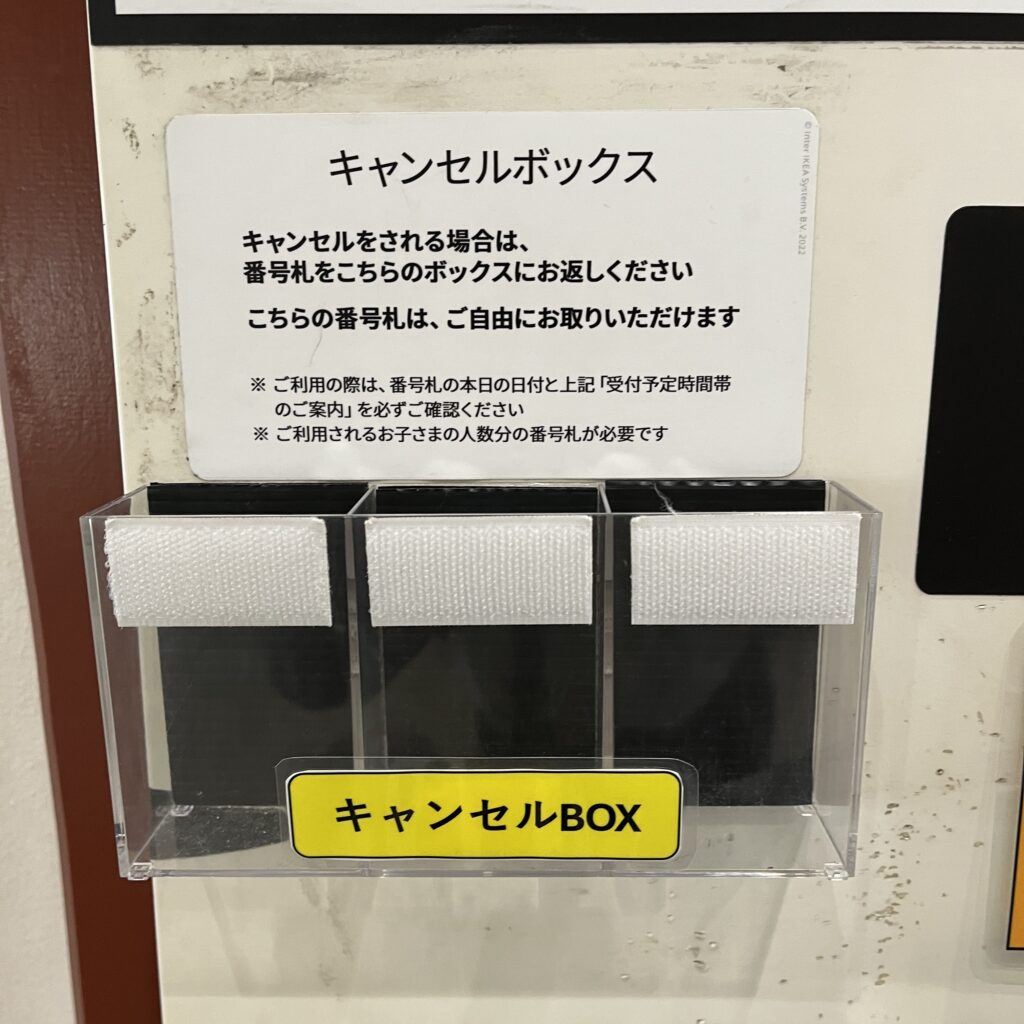 キャンセルボックス
© Inter IKEA Systems B.V. 2022
キャンセルをされる場合は、
番号札をこちらのボックスにお返しください
こちらの番号札は、ご自由にお取りいただけます
※ ご利用の際は、番号札の本日の日付と上記「受付予定時間帯
のご案内」を必ずご確認ください
※ ご利用されるお子さまの人数分の番号札が必要です
キャンセルBOX